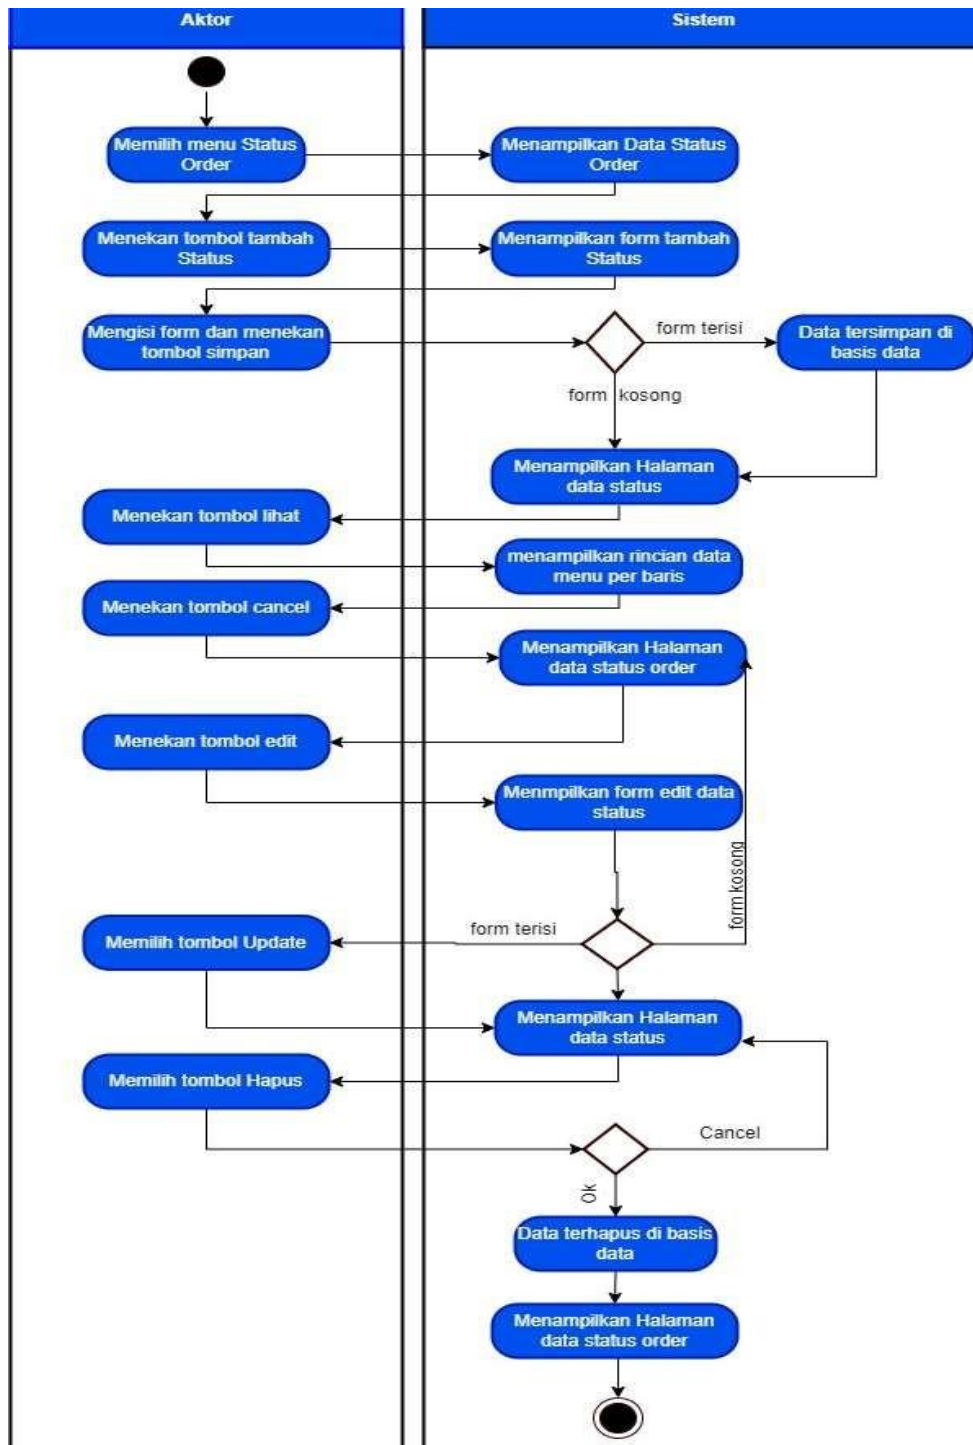 Aktor
Sistem
Memilih menu Status
Order
Menampilkan Data Status
Order
Menekan tombol tambah
Status
Menampilkan form tambah
Status
Mengisi form dan menekan
tombol simpan
form terisi
Data tersimpan di
basis data
form kosong
Menampilkan Halaman
data status
Menekan tombol lihat
menampilkan rincian data
menu per baris
Menekan tombol cancel
Menampilkan Halaman
data status order
Menekan tombol edit
Menmpilkan form edit data
status
form kosong
form terisi
Memilih tombol Update
Menampilkan Halaman
data status
Memilih tombol Hapus
Cancel
Ok
Data terhapus di basis
data
Menampilkan Halaman
data status order